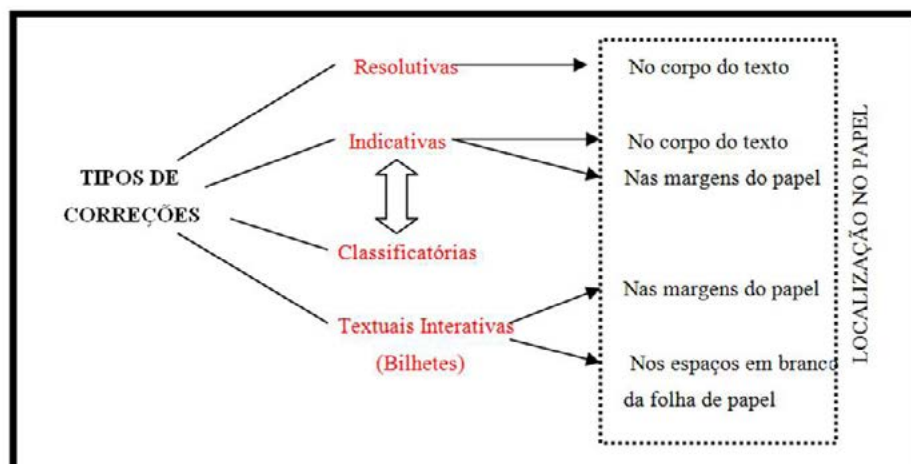 TIPOS DE
CORREÇÕES
Resolutivas
Indicativas
Classificatórias
Textuais Interativas
(Bilhetes)
No corpo do texto
No corpo do texto
Nas margens do papel
Nas margens do papel
Nos espaços em branco
da folha de papel
LOCALIZAÇÃO NO PAPEL